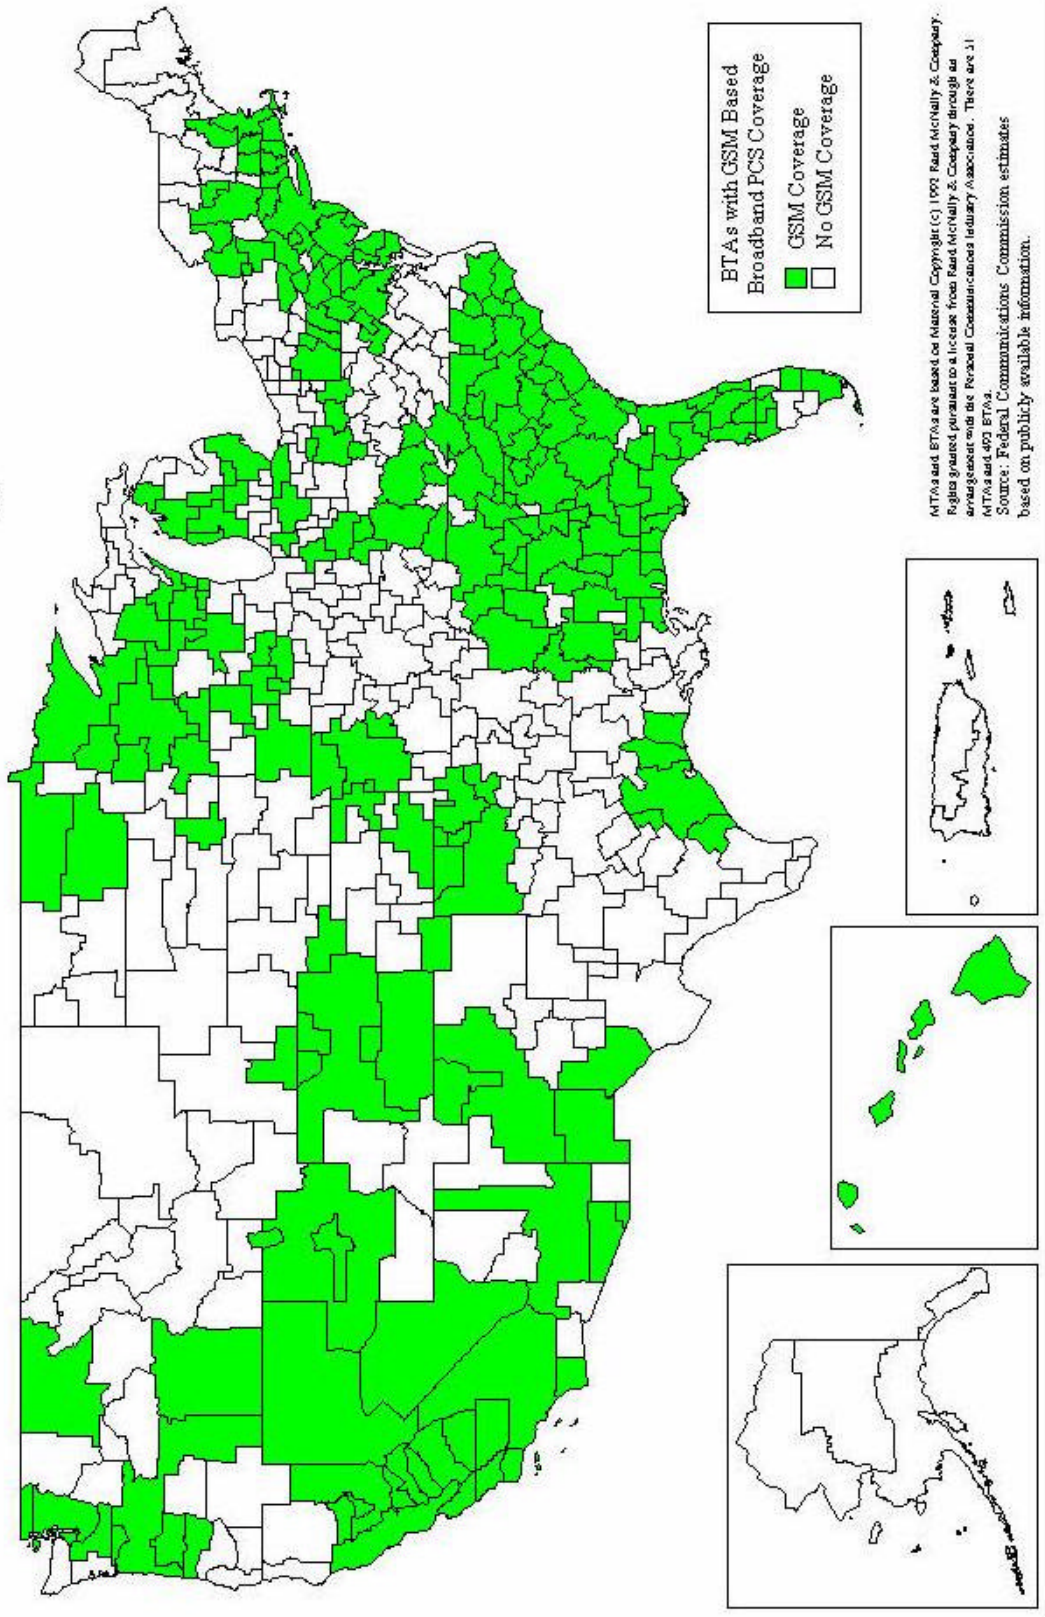 BTAs with GSM Based
Broadband PCS Coverage
GSM Coverage
No GSM Coverage
MTAs and BTAs are based on Material Copyright (c) 1992 Rand McNally & Company.
Rights granted pursuant to a license from Rand McNally & Company through an
arrangement with the Personal Communications Industry Association. There are 51
MTAs and 493 BTAs.
Source: Federal Communications Commission estimates
based on publicly available information.